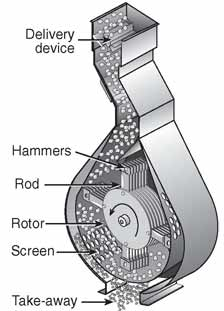 Delivery
device
Hammers
Rod
Rotor
Screen
Take-away